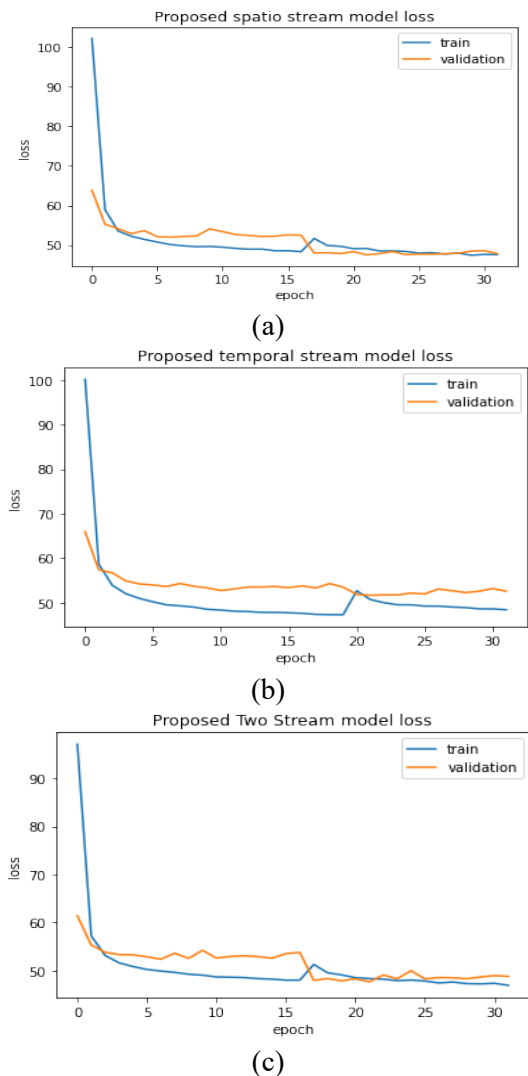 Proposed spatio stream model loss
train
validation
100
90
80
70
60
50
loss
0 5 10 15 20 25 30
epoch
(a)
Proposed temporal stream model loss
train
validation
100
90
80
70
60
50
loss
0 5 10 15 20 25 30
epoch
(b)
Proposed Two Stream model loss
train
validation
90
80
70
60
50
loss
0 5 10 15 20 25 30
epoch
(c)